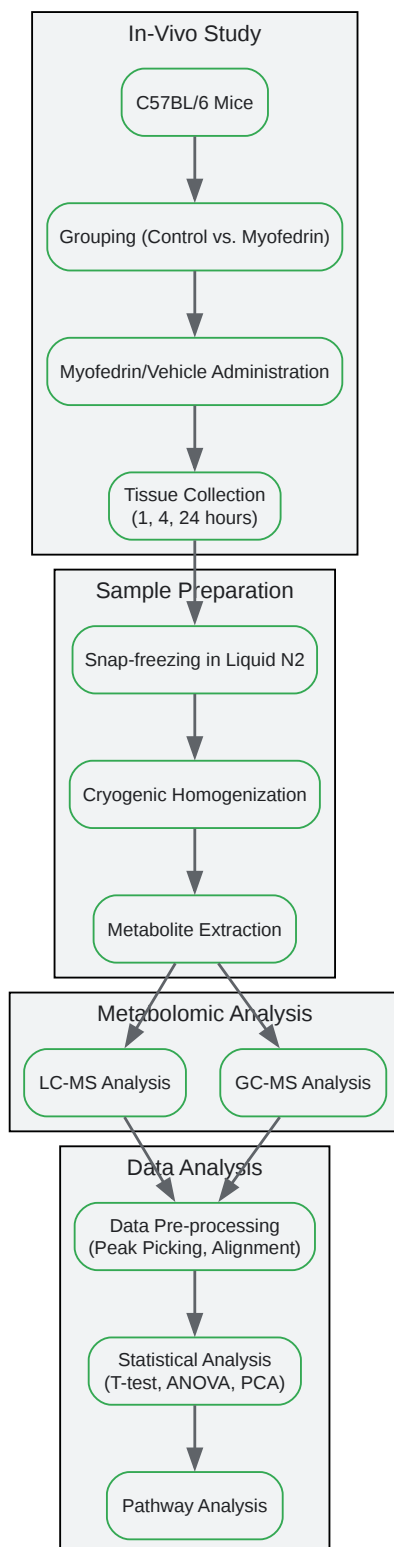 In-Vivo Study
C57BL/6 Mice
Grouping (Control vs. Myofedrin)
Myofedrin/Vehicle Administration
Tissue Collection
(1, 4, 24 hours)
Sample Preparation
Snap-freezing in Liquid N2
Cryogenic Homogenization
Metabolite Extraction
Metabolomic Analysis
LC-MS Analysis
GC-MS Analysis
Data Analysis
Data Pre-processing
(Peak Picking, Alignment)
Statistical Analysis
(T-test, ANOVA, PCA)
Pathway Analysis